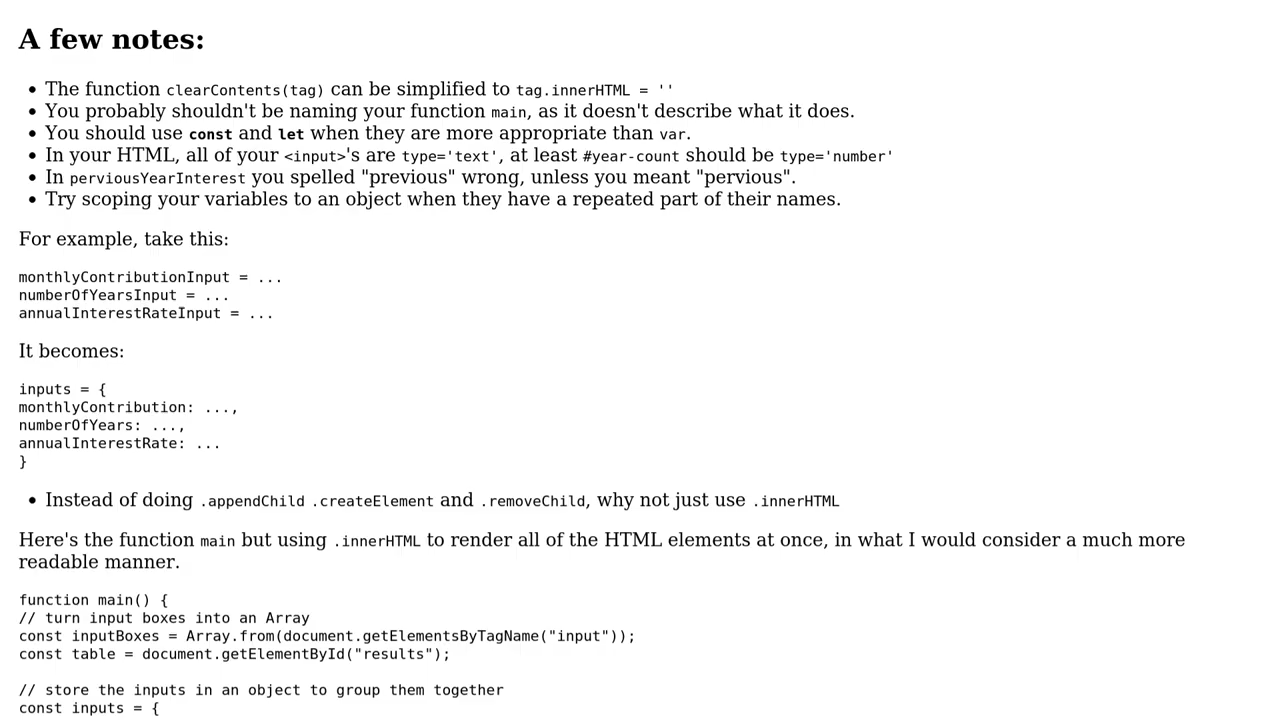 A few notes:
• The function clearContents(tag) can be simplified to tag.innerHTML = ''
• You probably shouldn't be naming your function main, as it doesn't describe what it does.
• You should use const and let when they are more appropriate than var.
• In your HTML, all of your <input>'s are type='text', at least #year-count should be type='number'
• In perviousYearInterest you spelled "previous" wrong, unless you meant "pervious".
• Try scoping your variables to an object when they have a repeated part of their names.
For example, take this:
monthlyContributionInput = ...
numberOfYearsInput = ...
annualInterestRateInput = ...
It becomes:
inputs = {
monthlyContribution: ...,
numberOfYears: ...,
annualInterestRate: ...
}
• Instead of doing .appendChild .createElement and .removeChild, why not just use .innerHTML
Here's the function main but using .innerHTML to render all of the HTML elements at once, in what I would consider a much more
readable manner.
function main() {
// turn input boxes into an Array
const inputBoxes = Array.from(document.getElementsByTagName("input"));
const table = document.getElementById("results");
// store the inputs in an object to group them together
const inputs = {